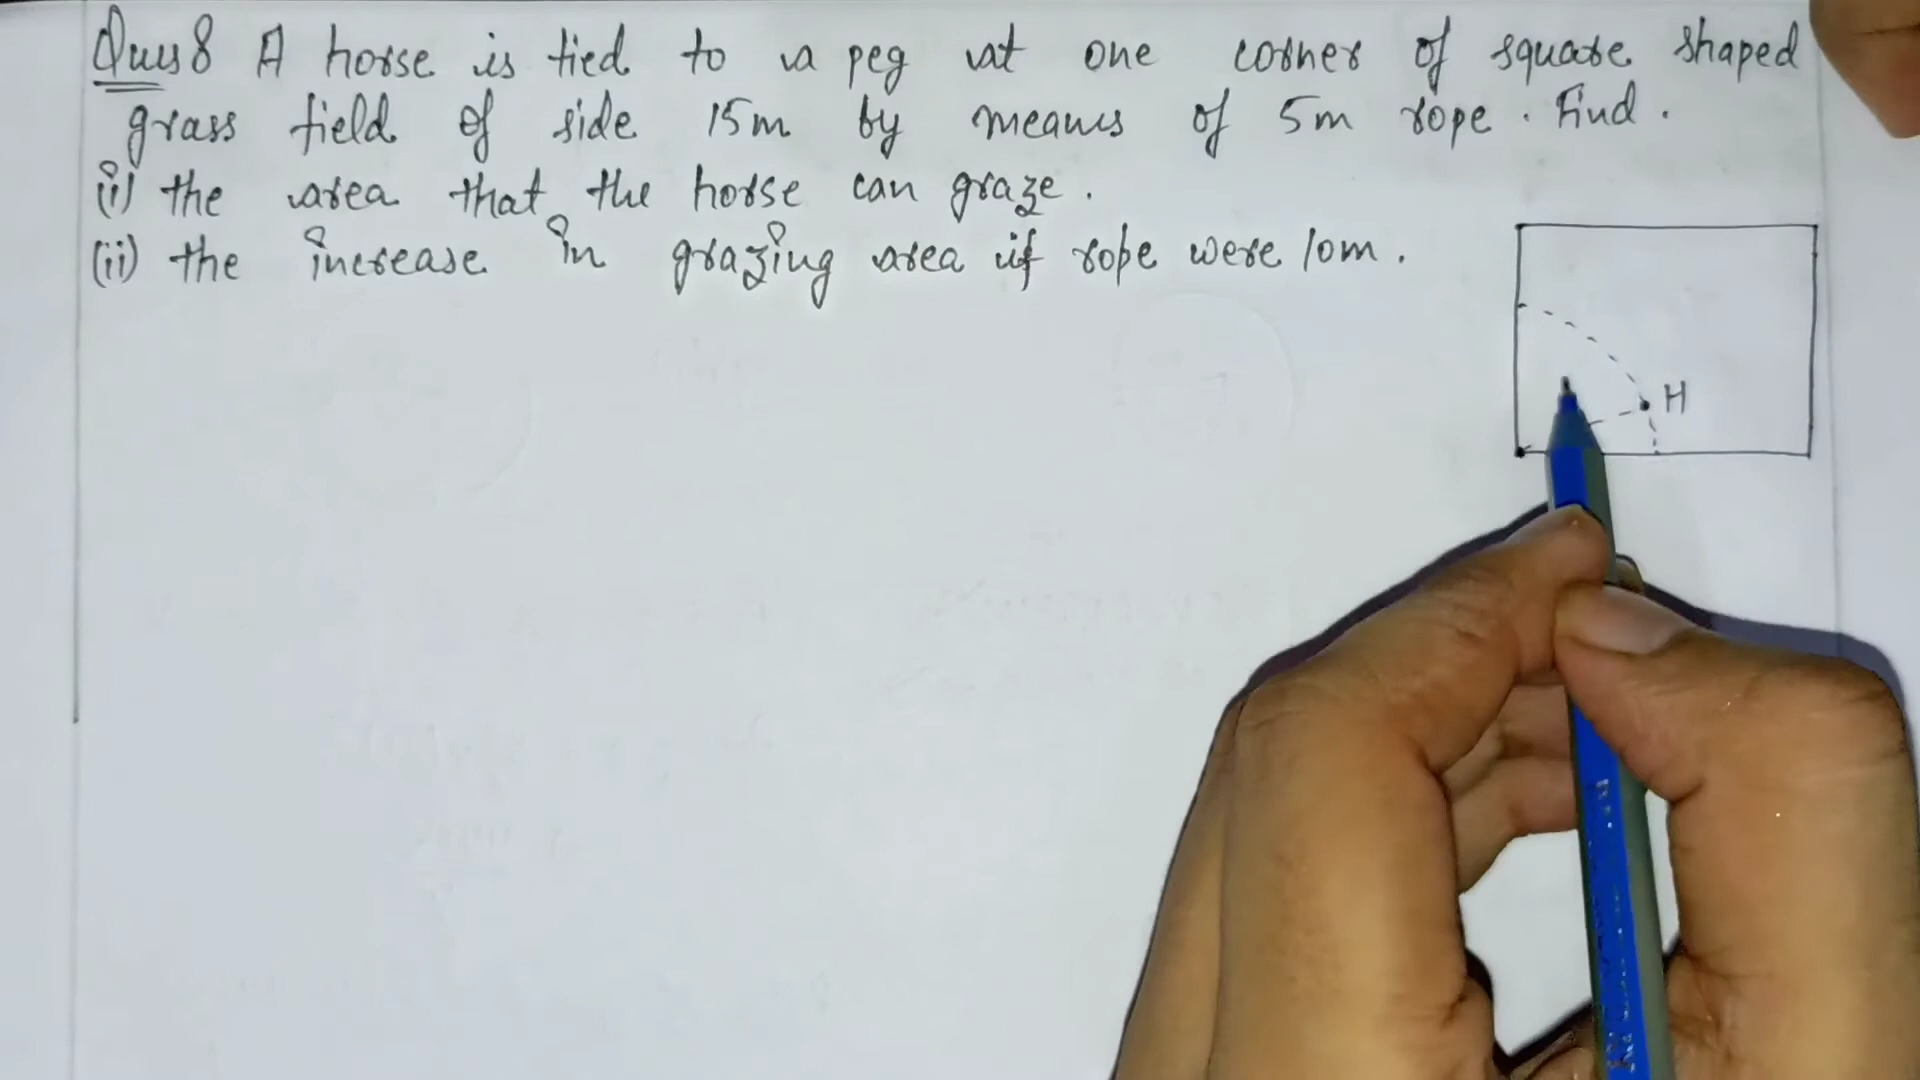 Ques 8 A horse is tied to a peg at one corner of square shaped
grass field of side 15m by means of 5m rope. Find.
(i) the area that the horse can graze.
(ii) the increase in grazing area if rope were 10m.
H